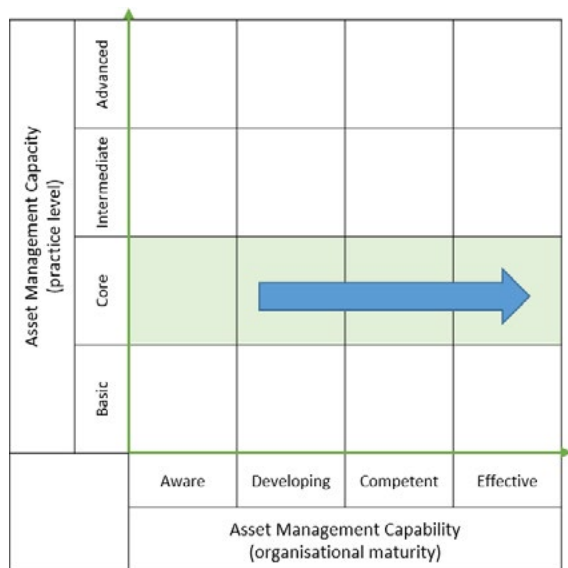 Asset Management Capacity
(practice level)
Advanced
Intermediate
Core
Basic
Aware
Developing
Competent
Effective
Asset Management Capability
(organisational maturity)